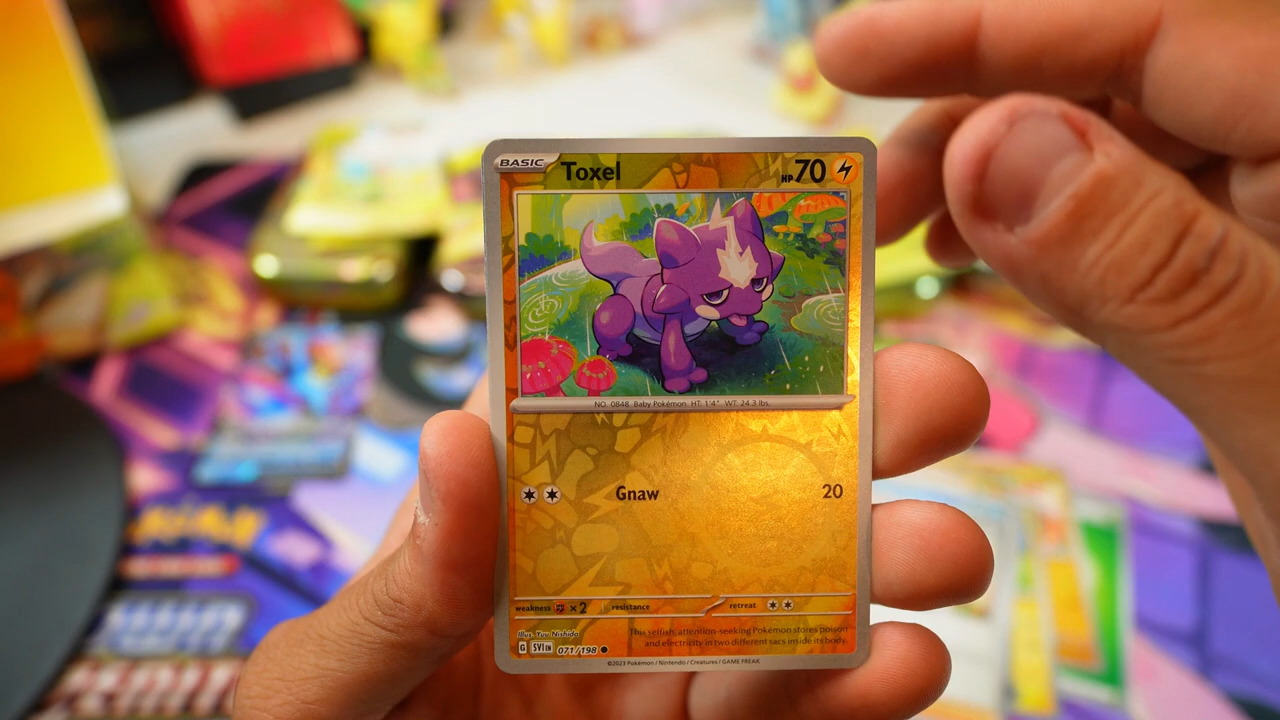 BASIC Toxel HP 70
NO. 0848 Baby Pokémon. HT: 1'4" WT: 24.3 lbs.
Gnaw 20
weakness ×2 resistance retreat
Illus. Yuu Nishida
This selfish, attention-seeking Pokémon stores poison
and electricity in two different sacs inside its body.
G SVI EN 071/198
©2023 Pokémon / Nintendo / Creatures / GAME FREAK